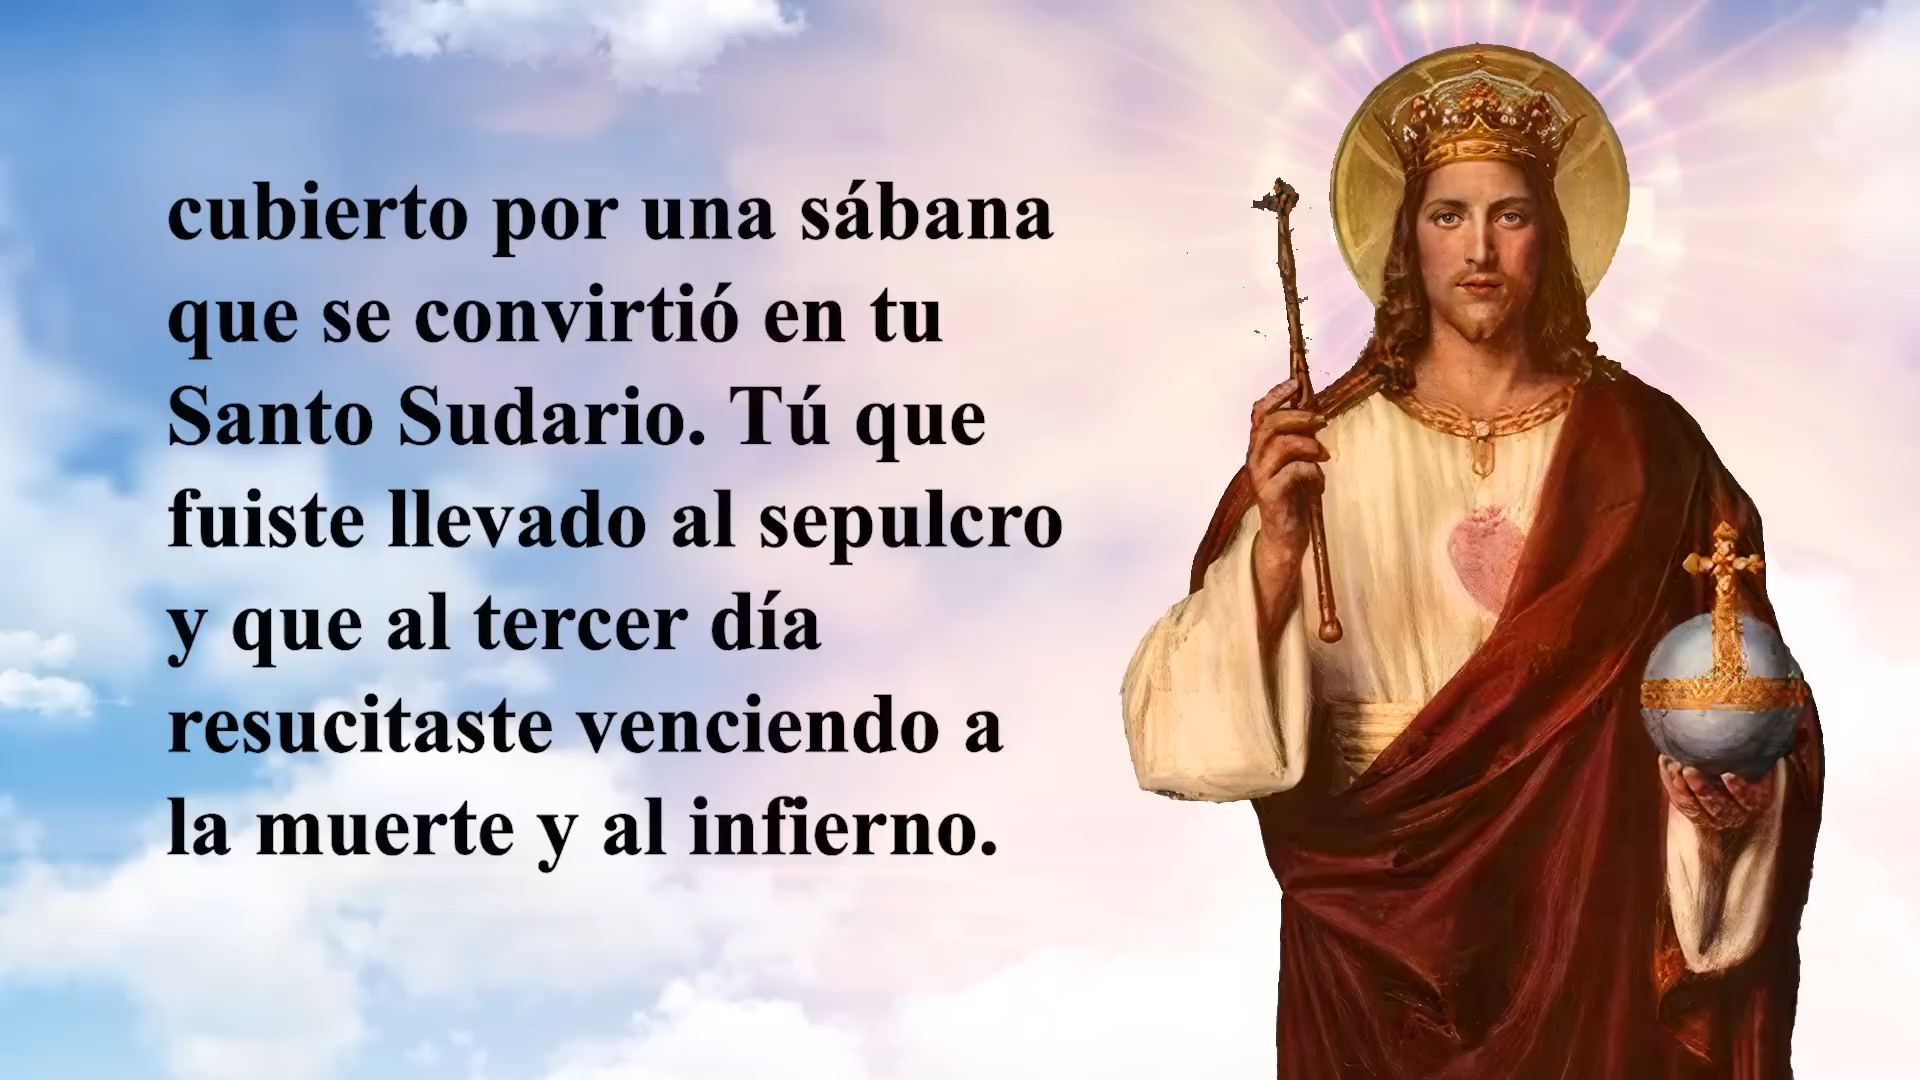 cubierto por una sábana
que se convirtió en tu
Santo Sudario. Tú que
fuiste llevado al sepulcro
y que al tercer día
resucitaste venciendo a
la muerte y al infierno.